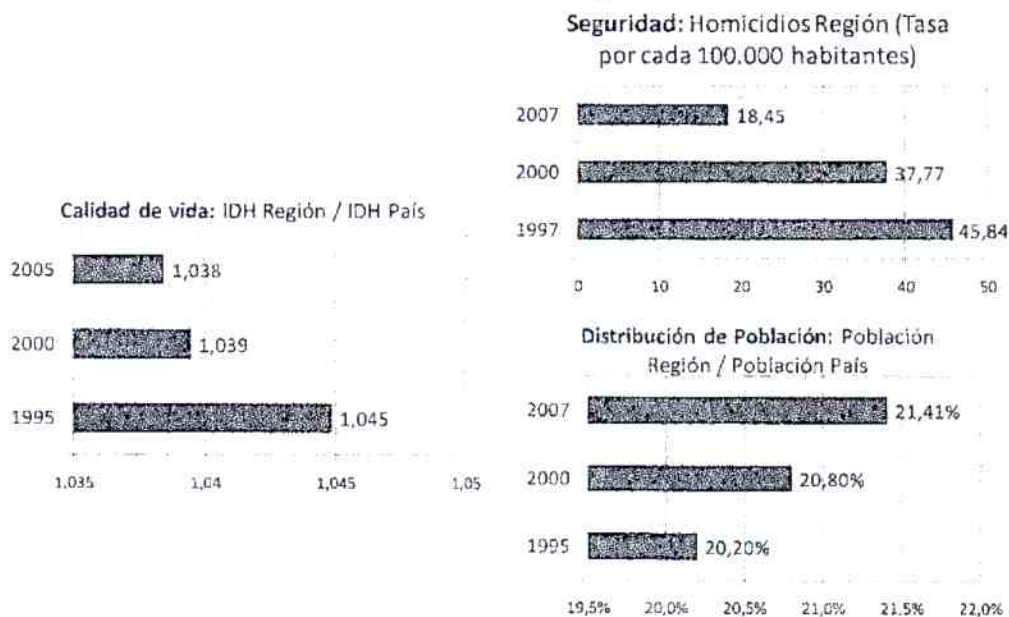 Seguridad: Homicidios Región (Tasa
por cada 100.000 habitantes)
2007
18,45
2000
37,77
1997
45,84
0 10 20 30 40 50
Calidad de vida: IDH Región / IDH País
2005
1,038
2000
1,039
1995
1,045
1,035 1,04 1,045 1,05
Distribución de Población: Población
Región / Población País
2007
21,41%
2000
20,80%
1995
20,20%
19,5% 20,0% 20,5% 21,0% 21,5% 22,0%